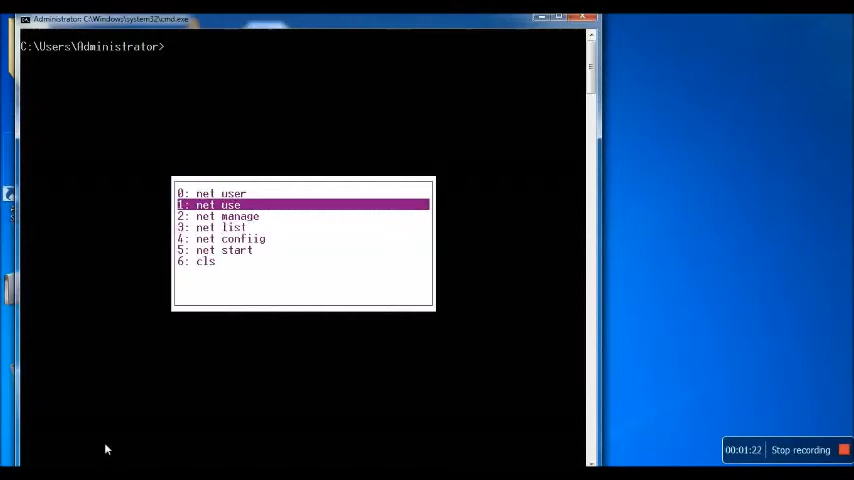 Administrator: C:\Windows\system32\cmd.exe
C:\Users\Administrator>
0: net user
1: net use
2: net manage
3: net list
4: net confiig
5: net start
6: cls
00:01:22 Stop recording